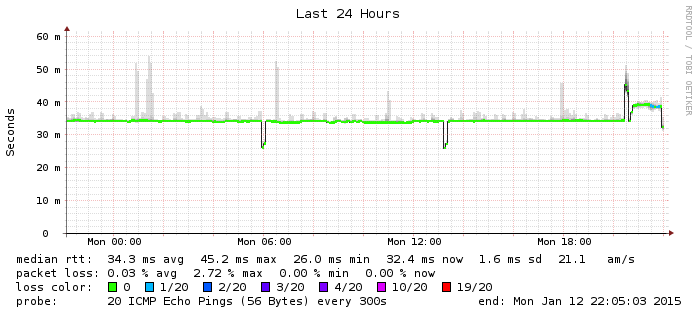 Last 24 Hours
RRDTOOL / TOBI OETIKER
Seconds
60 m
50 m
40 m
30 m
20 m
10 m
0
Mon 00:00 Mon 06:00 Mon 12:00 Mon 18:00
median rtt: 34.3 ms avg 45.2 ms max 26.0 ms min 32.4 ms now 1.6 ms sd 21.1 am/s
packet loss: 0.03 % avg 2.72 % max 0.00 % min 0.00 % now
loss color: 0 1/20 2/20 3/20 4/20 10/20 19/20
probe: 20 ICMP Echo Pings (56 Bytes) every 300s end: Mon Jan 12 22:05:03 2015